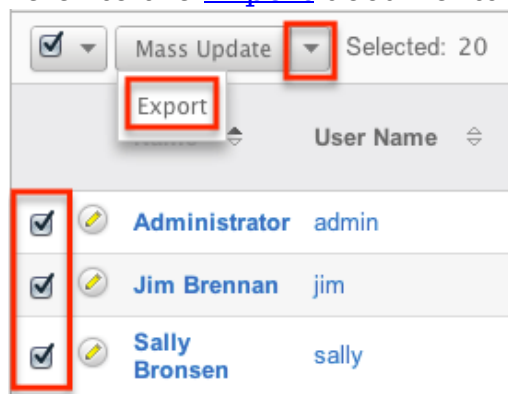 Mass Update Selected: 20
Export
User Name
Administrator admin
Jim Brennan jim
Sally
Bronsen sally